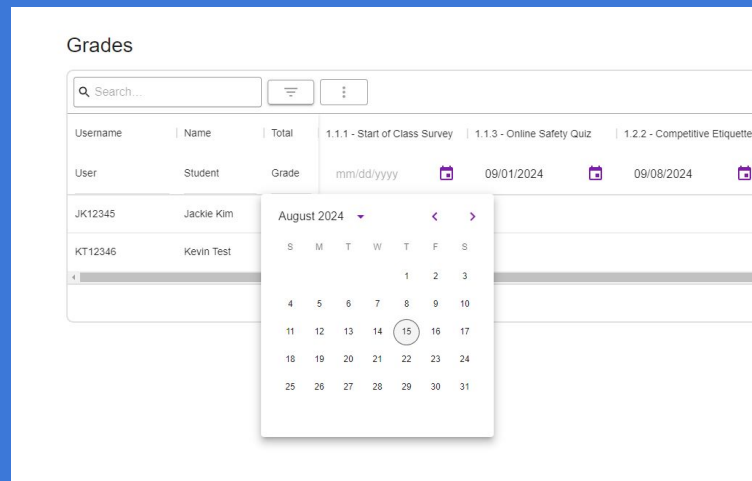 Grades
Search...
Username Name Total 1.1.1 - Start of Class Survey 1.1.3 - Online Safety Quiz 1.2.2 - Competitive Etiquette
User Student Grade mm/dd/yyyy 09/01/2024 09/08/2024
JK12345 Jackie Kim
KT12346 Kevin Test
August 2024
S M T W T F S
1 2 3
4 5 6 7 8 9 10
11 12 13 14 15 16 17
18 19 20 21 22 23 24
25 26 27 28 29 30 31